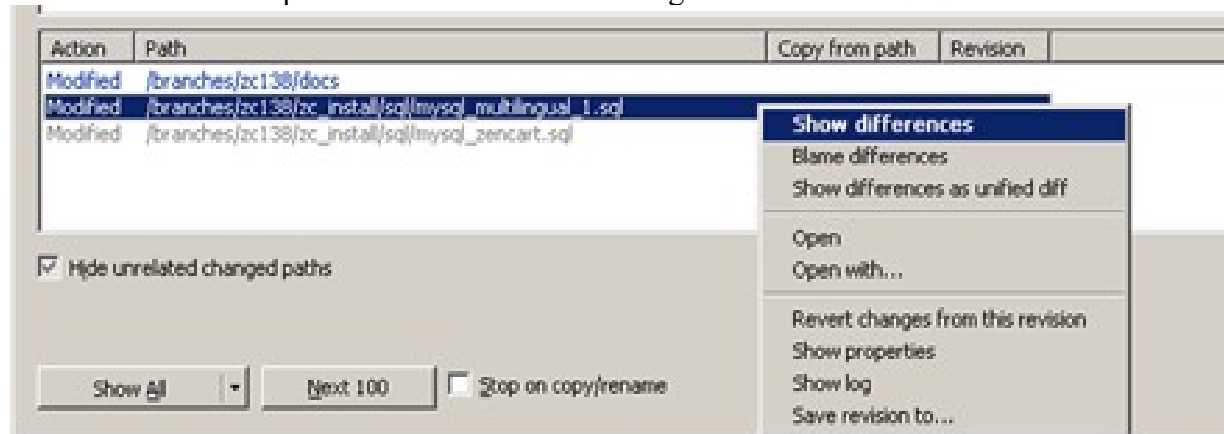 Action Path Copy from path Revision
Modified /branches/zc138/docs
Modified /branches/zc138/zc_install/sql/mysql_multilingual_1.sql
Modified /branches/zc138/zc_install/sql/mysql_zencart.sql
Show differences
Blame differences
Show differences as unified diff
Open
Open with...
Revert changes from this revision
Show properties
Show log
Save revision to...
Hide unrelated changed paths
Show All Next 100 Stop on copy/rename